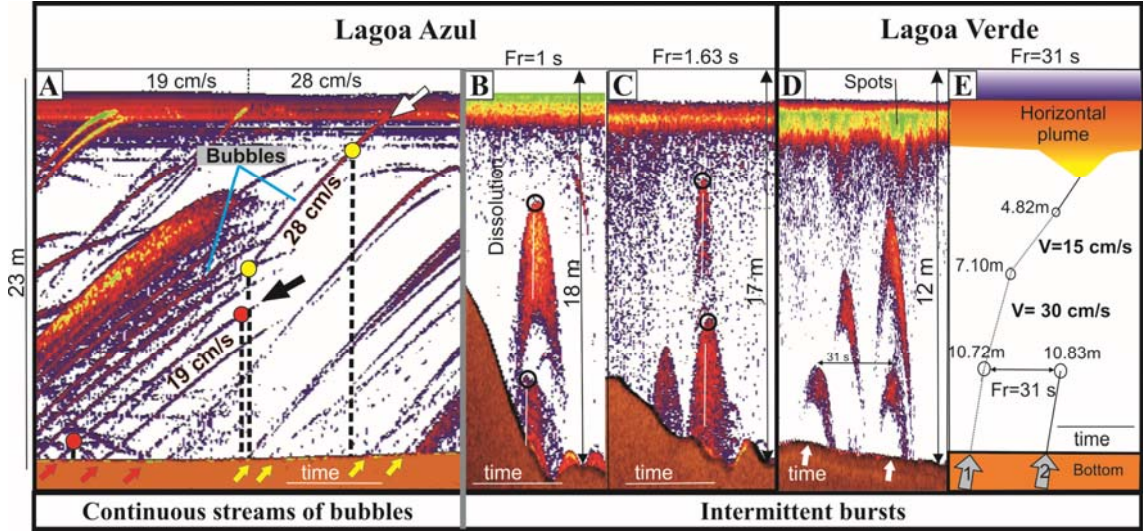 Lagoa Azul
Lagoa Verde
19 cm/s
28 cm/s
Fr=1 s
Fr=1.63 s
Fr=31 s
A
B
C
D
E
23 m
Bubbles
28 cm/s
19 cm/s
time
Dissolution
18 m
time
17 m
time
Spots
12 m
31 s
time
Horizontal
plume
4.82m
V=15 cm/s
7.10m
V= 30 cm/s
10.72m
10.83m
Fr=31 s
time
1
2
Bottom
Continuous streams of bubbles
Intermittent bursts